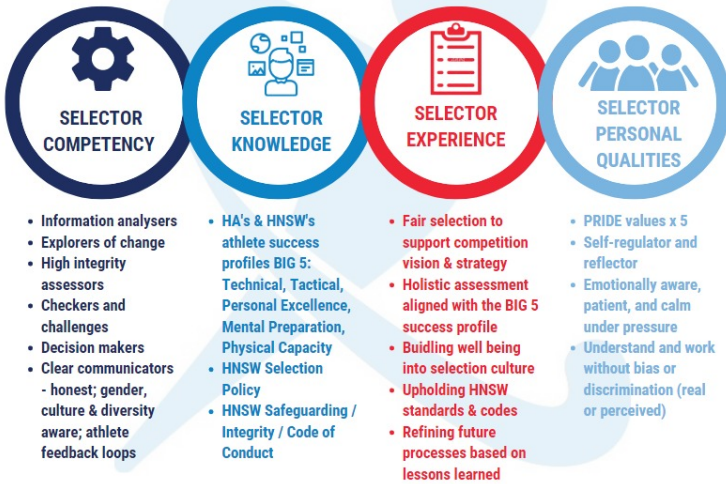 SELECTOR
COMPETENCY
• Information analysers
• Explorers of change
• High integrity
assessors
• Checkers and
challenges
• Decision makers
• Clear communicators
- honest; gender,
culture & diversity
aware; athlete
feedback loops
SELECTOR
KNOWLEDGE
• HA's & HNSW's
athlete success
profiles BIG 5:
Technical, Tactical,
Personal Excellence,
Mental Preparation,
Physical Capacity
• HNSW Selection
Policy
• HNSW Safeguarding /
Integrity / Code of
Conduct
SELECTOR
EXPERIENCE
• Fair selection to
support competition
vision & strategy
• Holistic assessment
aligned with the BIG 5
success profile
• Buidling well being
into selection culture
• Upholding HNSW
standards & codes
• Refining future
processes based on
lessons learned
SELECTOR
PERSONAL
QUALITIES
• PRIDE values x 5
• Self-regulator and
reflector
• Emotionally aware,
patient, and calm
under pressure
• Understand and work
without bias or
discrimination (real
or perceived)